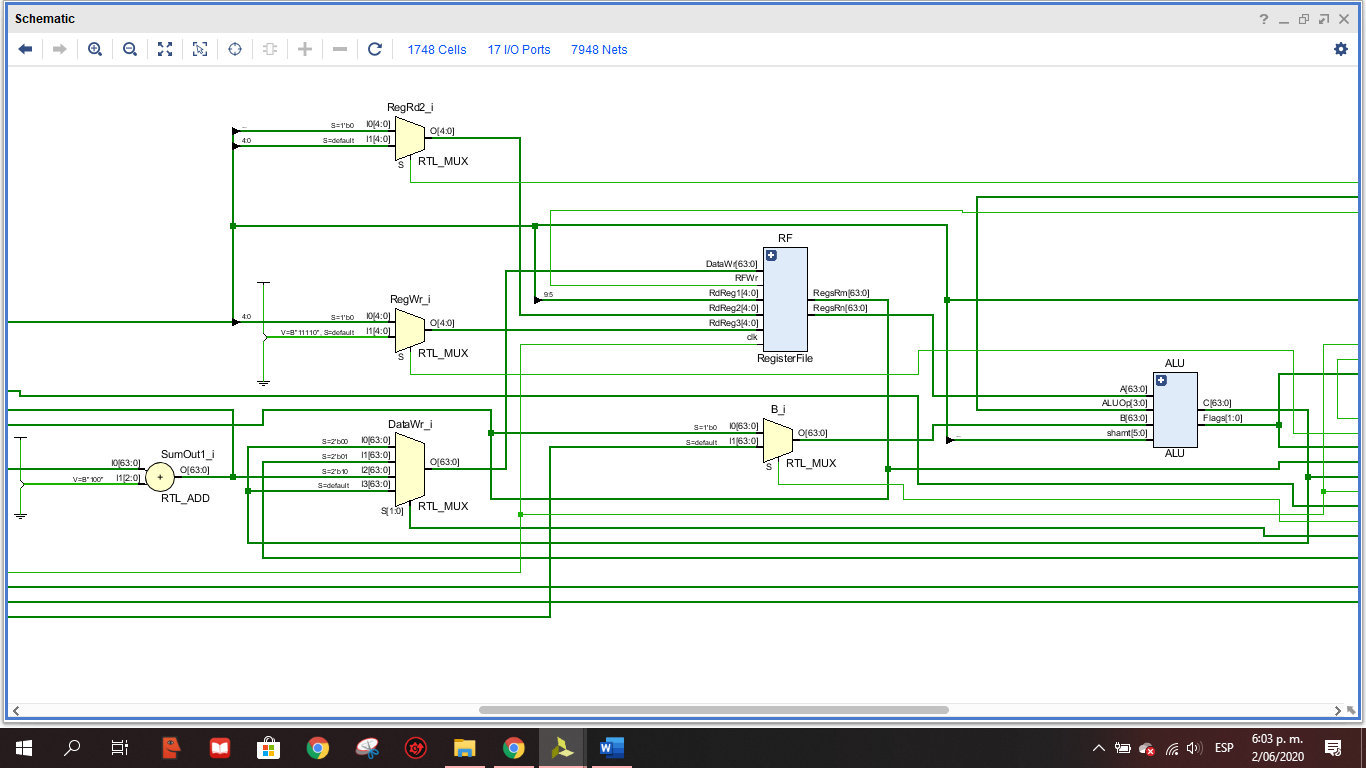 Schematic
1748 Cells 17 I/O Ports 7948 Nets
RegRd2_i
S=1'b0 I0[4:0]
4:0 S=default I1[4:0]
O[4:0]
S
RTL_MUX
RF
DataWr[63:0]
RFWr
9:5 RdReg1[4:0]
RdReg2[4:0]
RdReg3[4:0]
clk
RegsRm[63:0]
RegsRn[63:0]
RegisterFile
RegWr_i
4:0 S=1'b0 I0[4:0]
V=B"11110", S=default I1[4:0]
O[4:0]
S
RTL_MUX
ALU
A[63:0]
ALUOp[3:0]
B[63:0]
... shamt[5:0]
C[63:0]
Flags[1:0]
ALU
B_i
S=1'b0 I0[63:0]
S=default I1[63:0]
O[63:0]
S
RTL_MUX
DataWr_i
S=2'b00 I0[63:0]
S=2'b01 I1[63:0]
S=2'b10 I2[63:0]
S=default I3[63:0]
O[63:0]
S[1:0]
RTL_MUX
SumOut1_i
I0[63:0]
V=B"100" I1[2:0]
+
O[63:0]
RTL_ADD
ESP
6:03 p. m.
2/06/2020